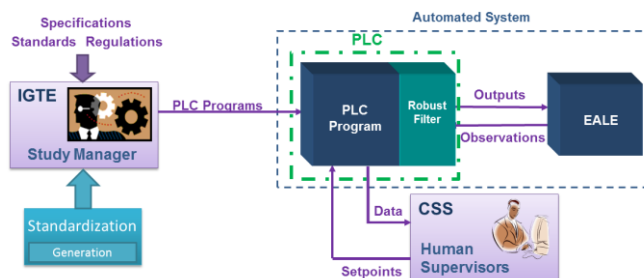 Specifications
Standards Regulations
IGTE
Study Manager
Standardization
Generation
PLC Programs
Automated System
PLC
PLC
Program
Robust
Filter
Outputs
Observations
EALE
Data
Setpoints
CSS
Human
Supervisors